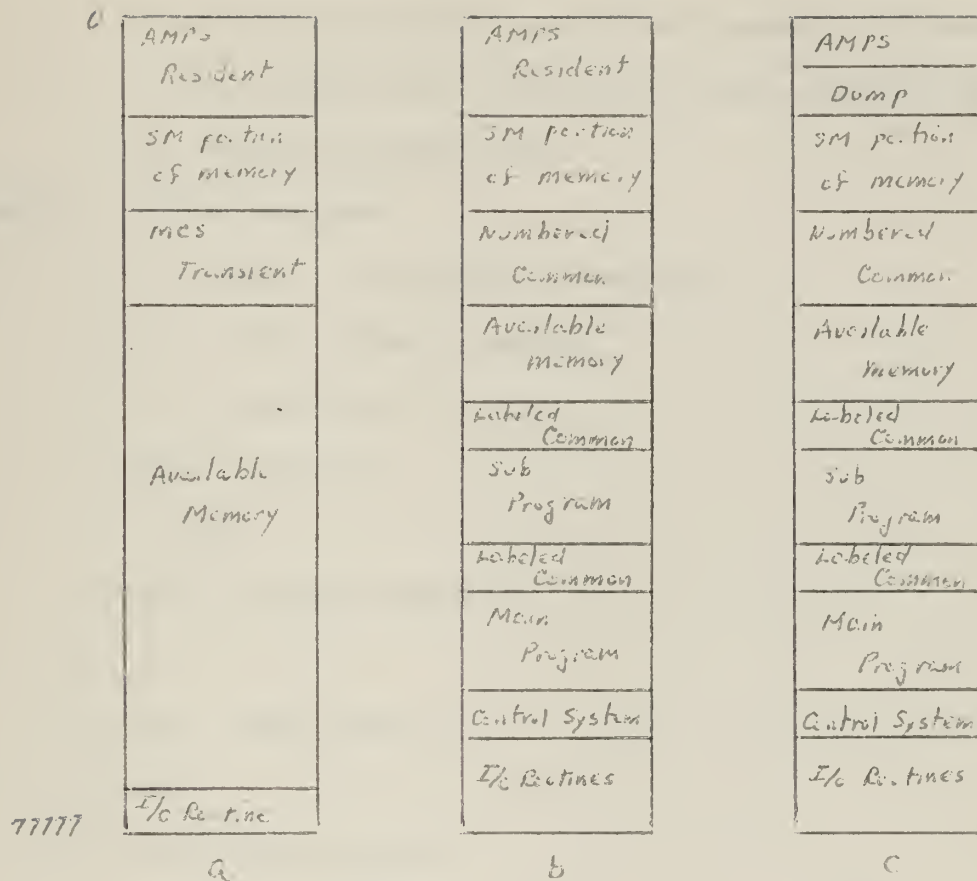 0
AMPS
Resident
SM portion
of memory
MCS
Transient
Available
Memory
I/O Routine
77777
a
AMPS
Resident
SM portion
of memory
Numbered
Common
Available
Memory
Labeled
Common
Sub
Program
Labeled
Common
Main
Program
Control System
I/O Routines
b
AMPS
Dump
SM portion
of memory
Numbered
Common
Available
Memory
Labeled
Common
Sub
Program
Labeled
Common
Main
Program
Control System
I/O Routines
C